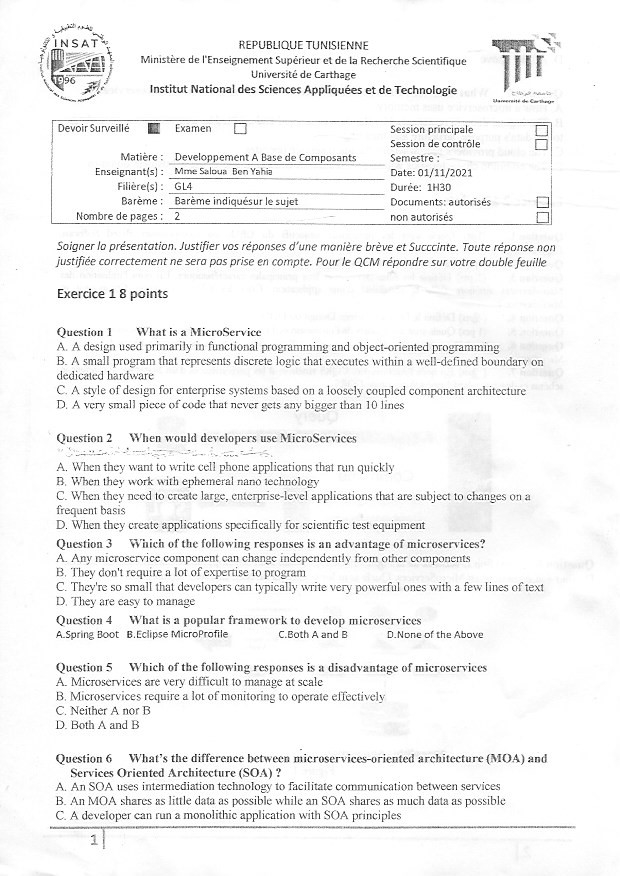 INSAT
1996
REPUBLIQUE TUNISIENNE
Ministère de l'Enseignement Supérieur et de la Recherche Scientifique
Université de Carthage
Institut National des Sciences Appliquées et de Technologie
Université de Carthage
Devoir Surveillé Examen Session principale
Session de contrôle
Matière : Developpement A Base de Composants Semestre :
Enseignant(s) : Mme Saloua Ben Yahia Date: 01/11/2021
Filière(s) : GL4 Durée: 1H30
Barème : Barème indiquésur le sujet Documents: autorisés
Nombre de pages : 2 non autorisés
Soigner la présentation. Justifier vos réponses d'une manière brève et Succcinte. Toute réponse non
justifiée correctement ne sera pas prise en compte. Pour le QCM répondre sur votre double feuille
Exercice 1 8 points
Question 1 What is a MicroService
A. A design used primarily in functional programming and object-oriented programming
B. A small program that represents discrete logic that executes within a well-defined boundary on
dedicated hardware
C. A style of design for enterprise systems based on a loosely coupled component architecture
D. A very small piece of code that never gets any bigger than 10 lines
Question 2 When would developers use MicroServices
A. When they want to write cell phone applications that run quickly
B. When they work with ephemeral nano technology
C. When they need to create large, enterprise-level applications that are subject to changes on a
frequent basis
D. When they create applications specifically for scientific test equipment
Question 3 Which of the following responses is an advantage of microservices?
A. Any microservice component can change independently from other components
B. They don't require a lot of expertise to program
C. They're so small that developers can typically write very powerful ones with a few lines of text
D. They are easy to manage
Question 4 What is a popular framework to develop microservices
A.Spring Boot B.Eclipse MicroProfile C.Both A and B D.None of the Above
Question 5 Which of the following responses is a disadvantage of microservices
A. Microservices are very difficult to manage at scale
B. Microservices require a lot of monitoring to operate effectively
C. Neither A nor B
D. Both A and B
Question 6 What's the difference between microservices-oriented architecture (MOA) and
Services Oriented Architecture (SOA) ?
A. An SOA uses intermediation technology to facilitate communication between services
B. An MOA shares as little data as possible while an SOA shares as much data as possible
C. A developer can run a monolithic application with SOA principles
1